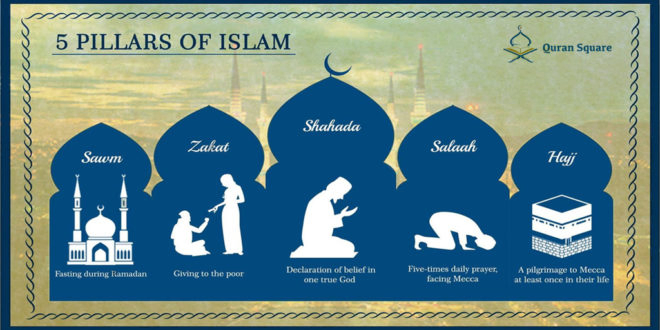 5 PILLARS OF ISLAM
Quran Square
Sawm
Zakat
Shahada
Salaah
Hajj
Fasting during Ramadan
Giving to the poor
Declaration of belief in
one true God
Five-times daily prayer,
facing Mecca
A pilgrimage to Mecca
at least once in their life